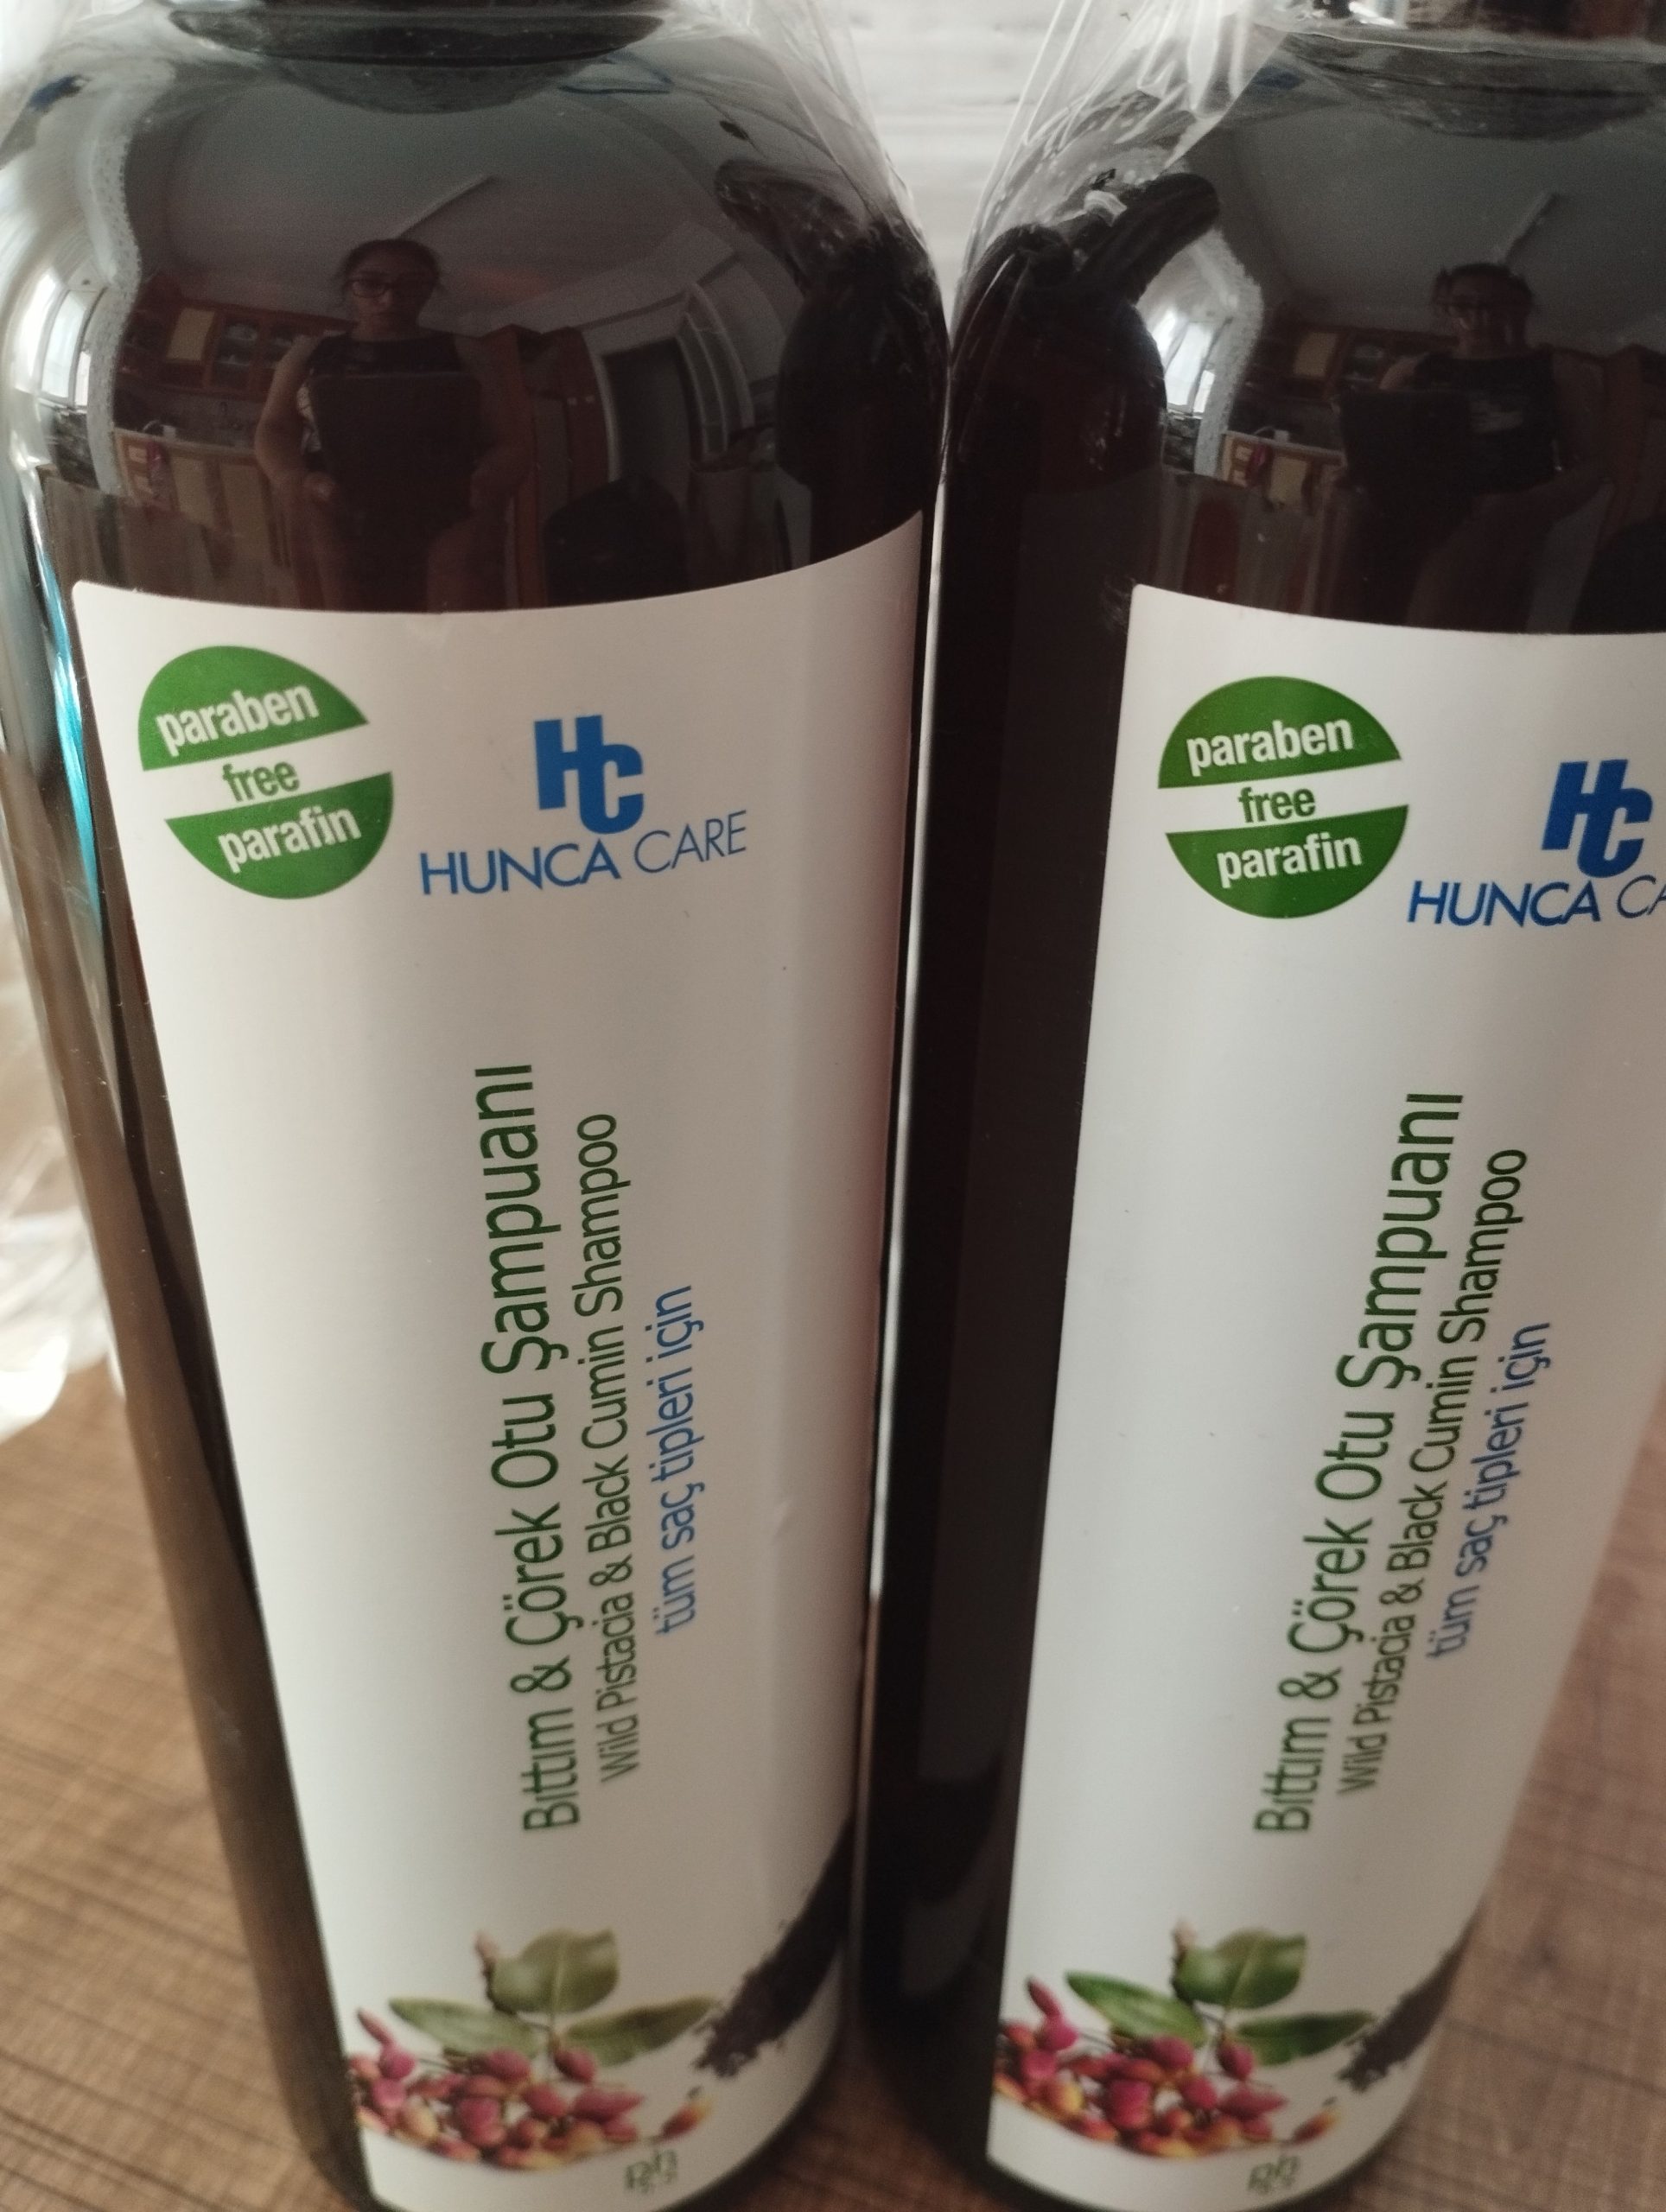 paraben
free
parafin
HC
HUNCA CARE
Bıttım & Çörek Otu Şampuanı
Wild Pistacia & Black Cumin Shampoo
tüm saç tipleri için
paraben
free
parafin
HC
HUNCA CA
Bıttım & Çörek Otu Şampuanı
Wild Pistacia & Black Cumin Shampoo
tüm saç tipleri için